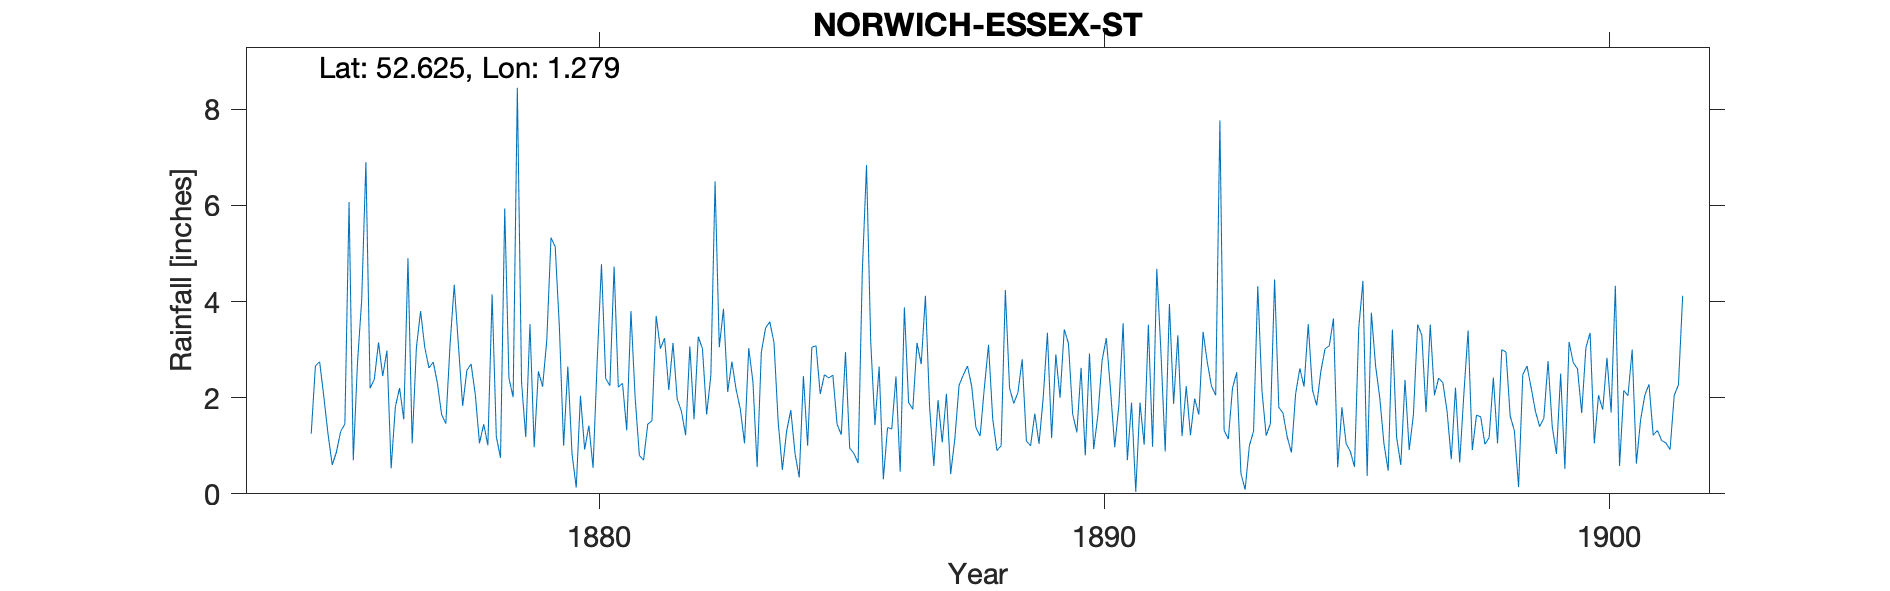 NORWICH-ESSEX-ST
Lat: 52.625, Lon: 1.279
8
6
4
2
0
Rainfall [inches]
1880 1890 1900
Year